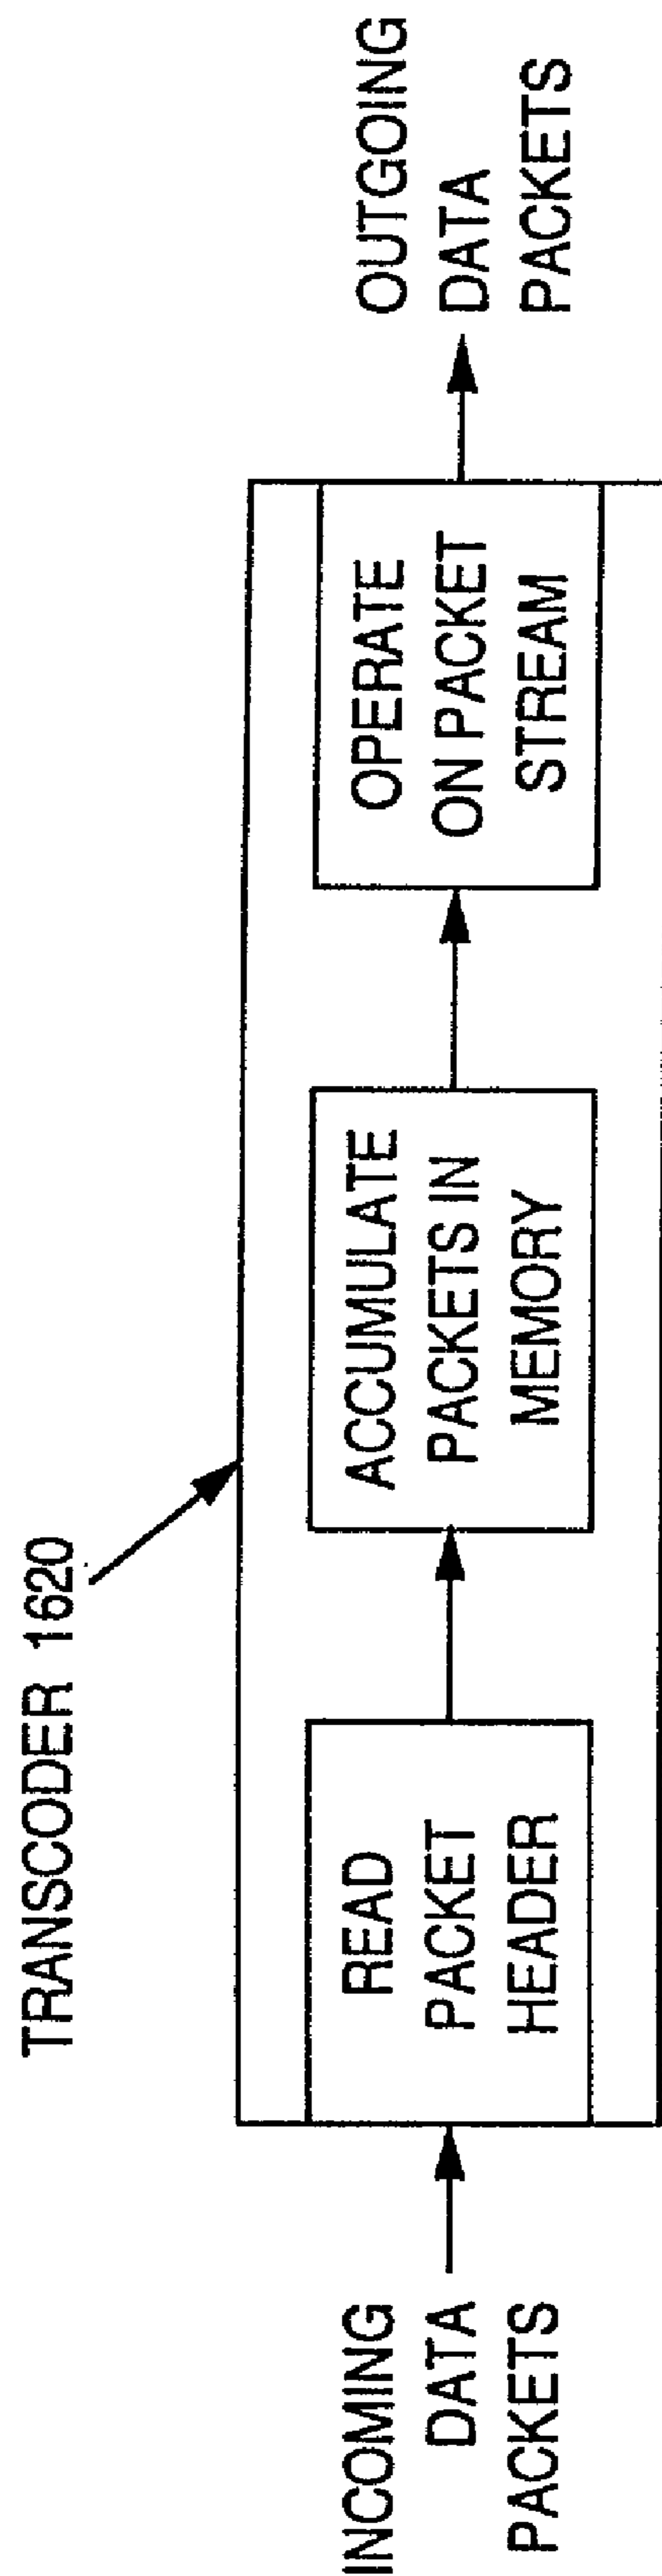 TRANSCODER 1620
INCOMING
DATA
PACKETS
READ
PACKET
HEADER
ACCUMULATE
PACKETS IN
MEMORY
OPERATE
ON PACKET
STREAM
OUTGOING
DATA
PACKETS